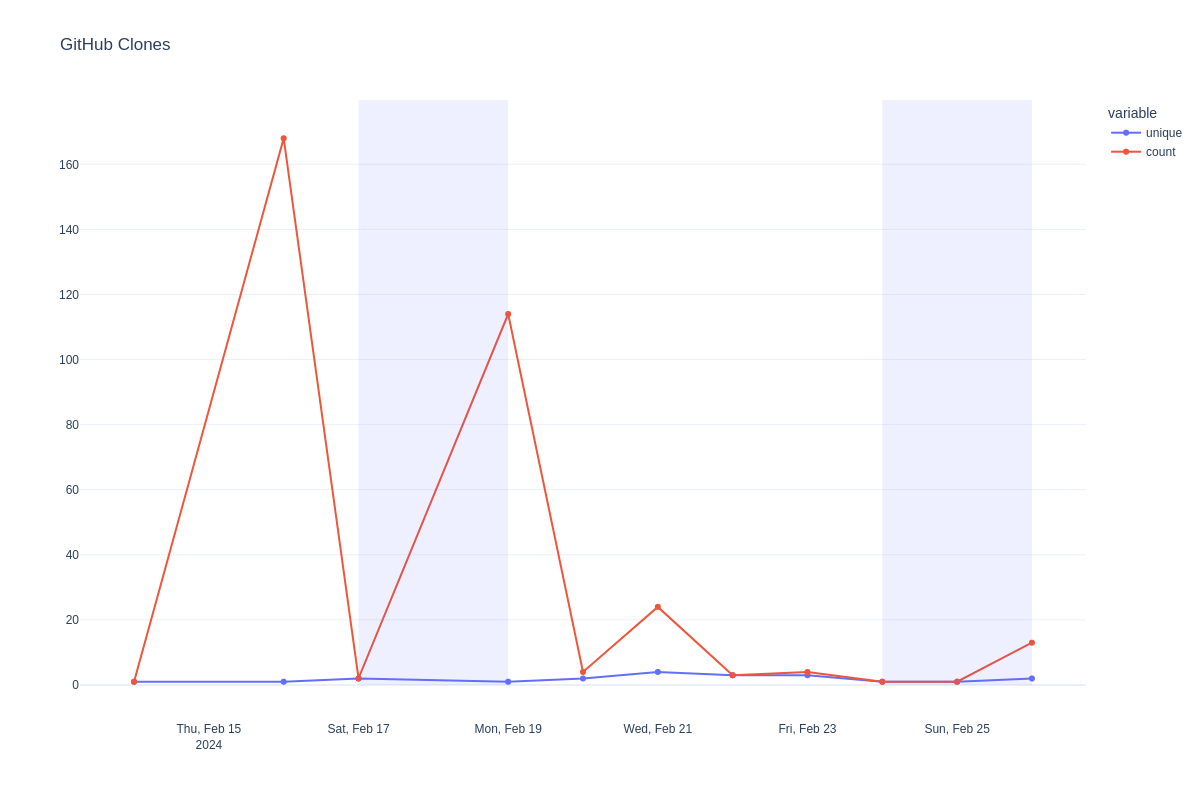 GitHub Clones
variable
unique
count
160
140
120
100
80
60
40
20
0
Thu, Feb 15
2024
Sat, Feb 17
Mon, Feb 19
Wed, Feb 21
Fri, Feb 23
Sun, Feb 25